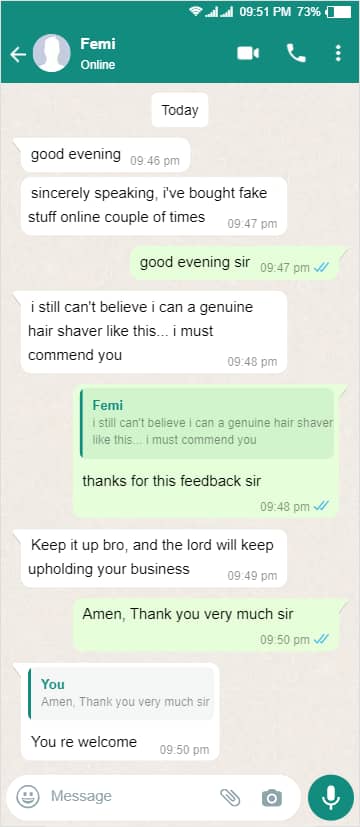 09:51 PM 73%
Femi
Online
Today
good evening 09:46 pm
sincerely speaking, i've bought fake
stuff online couple of times 09:47 pm
good evening sir 09:47 pm
i still can't believe i can a genuine
hair shaver like this... i must
commend you
09:48 pm
Femi
i still can't believe i can a genuine hair shaver
like this... i must commend you
thanks for this feedback sir
09:48 pm
Keep it up bro, and the lord will keep
upholding your business 09:49 pm
Amen, Thank you very much sir
09:50 pm
You
Amen, Thank you very much sir
You re welcome 09:50 pm
Message